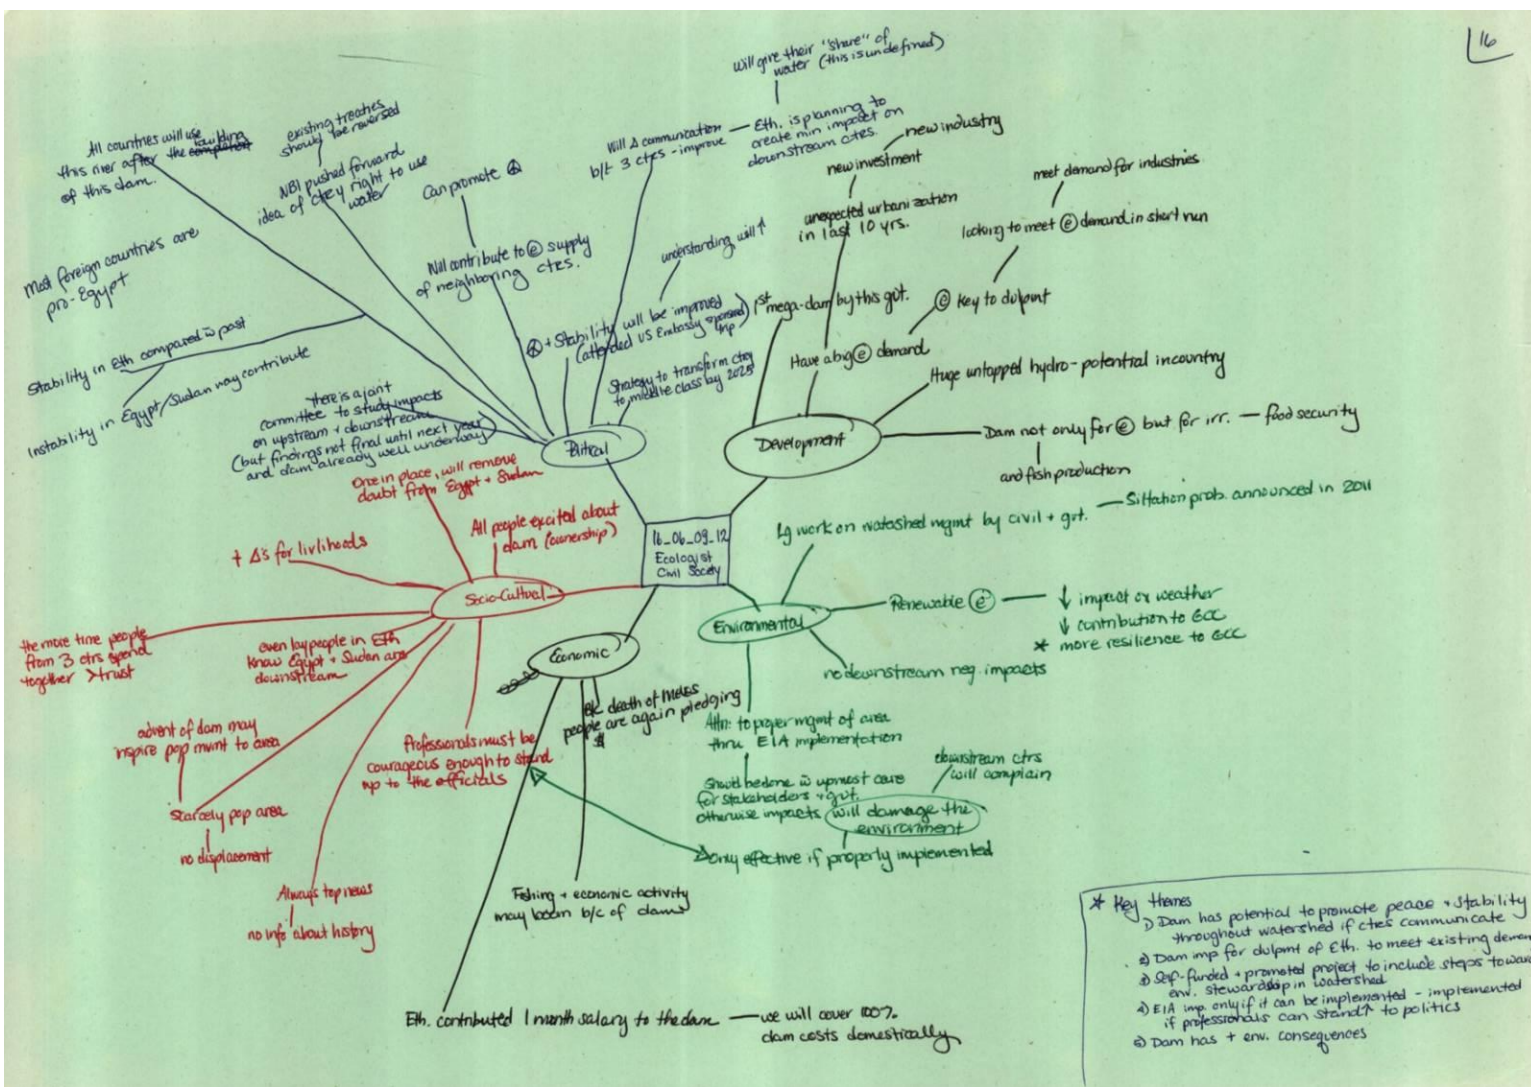 16
All countries will use
this river after the completion building
of this dam.
existing treaties
should be reversed
NBI pushed forward
idea of ctey right to use
water
Can promote ☮
Will contribute to ⓔ supply
of neighboring ctes.
Will Δ communication
b/t 3 ctes - improve
Eth. is planning to
create min impact on
downstream ctes.
will give their "share" of
water (this is undefined)
understanding will ↑
☮ + Stability will be improved
(attended US Embassy sponsored
trip)
Strategy to transform ctey
to middle class by 2025
Most foreign countries are
pro-Egypt
Stability in Eth compared w̄ past
Instability in Egypt/Sudan may contribute
There is a joint
committee to study impacts
on upstream + downstream
(but findings not final until next year
and dam already well underway)
Political
1st mega-dam by this gvt.
new industry
new investment
unexpected urbanization
in last 10 yrs.
Have a big ⓔ demand
meet demand for industries
looking to meet ⓔ demand in short run
ⓔ key to dvlpmt
Huge untapped hydro-potential in country
Dam not only for ⓔ but for irr. — food security
and fish production
Development
16_06_09_12
Ecologist
Civil Society
Once in place, will remove
doubt from Egypt + Sudan
All people excited about
dam (ownership)
+ Δ's for livlihoods
Socio-Cultural
the more time people
from 3 ctrs spend
together > trust
even lay people in Eth
know Egypt + Sudan are
downstream
advent of dam may
inspire pop mvmt to area
Scarcely pop area
no displacement
Always top news
no info about history
Professionals must be
courageous enough to stand
up to the officials
Economic
b/c death of Meles
people are again pledging
$
Fishing + economic activity
may boom b/c of dam
Eth. contributed 1 month salary to the dam — we will cover 100%
dam costs domestically
Environmental
Lg work on watershed mgmt by civil + gvt. — Siltation prob. announced in 2011
Renewable ⓔ — ↓ impact on weather
↓ contribution to GCC
* more resilience to GCC
no downstream neg. impacts
Attn: to proper mgmt of area
thru EIA implementation
Should be done w̄ upmost care
for stakeholders + gvt.
otherwise impacts will damage the
environment
downstream ctrs
will complain
Only effective if properly implemented
* Key themes
1) Dam has potential to promote peace + stability
throughout watershed if ctes communicate
2) Dam imp for dvlpmt of Eth. to meet existing deman
3) Self-funded + promoted project to include steps towar
env. stewardship in watershed
4) EIA imp. only if it can be implemented - implemented
if professionals can stand ↑ to politics
5) Dam has + env. consequences